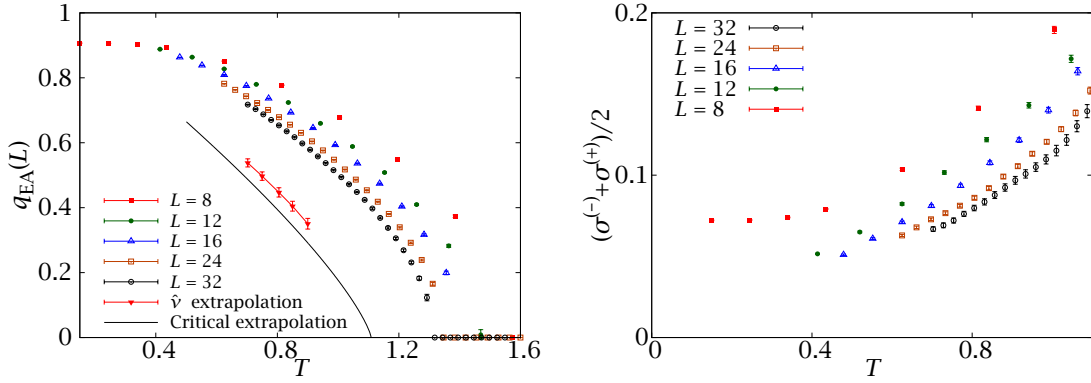 1
0.8
0.6
0.4
0.2
0
q_EA(L)
0.4
0.8
1.2
1.6
T
L = 8
L = 12
L = 16
L = 24
L = 32
ν̂ extrapolation
Critical extrapolation
0.2
0.1
0
(σ^(-)+σ^(+))/2
0
0.4
0.8
T
L = 32
L = 24
L = 16
L = 12
L = 8